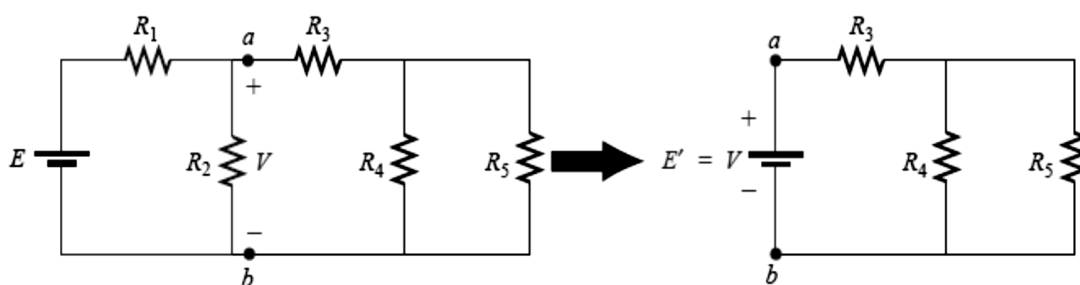 R1
a
R3
+
E
R2
V
R4
R5
−
b
E′ = V
a
R3
+
−
R4
R5
b